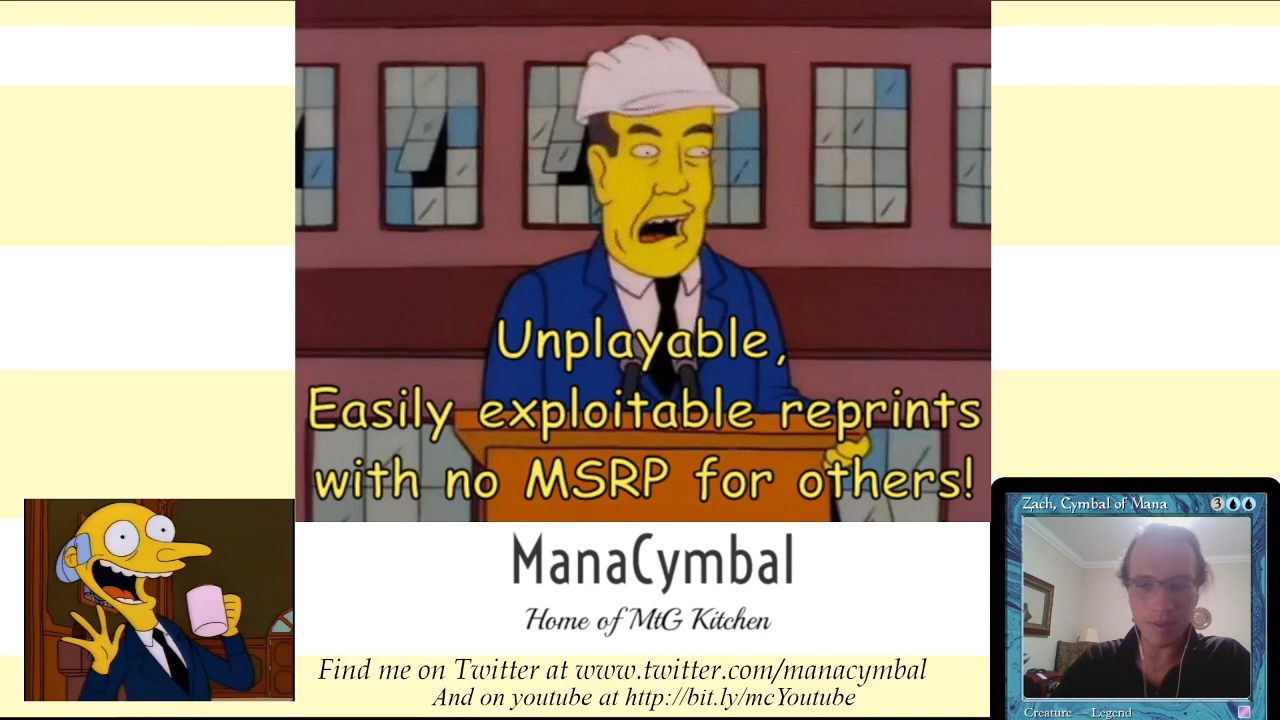 Unplayable,
Easily exploitable reprints
with no MSRP for others!
ManaCymbal
Home of MtG Kitchen
Find me on Twitter at www.twitter.com/manacymbal
And on youtube at http://bit.ly/mcYoutube
Zach, Cymbal of Mana 3
Creature — Legend